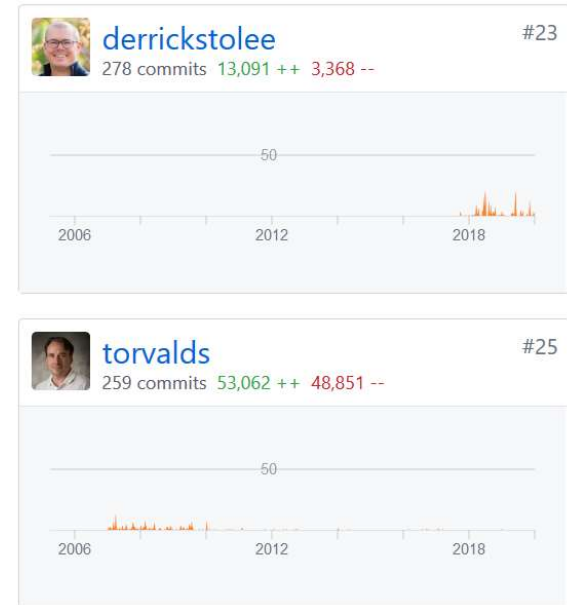 derrickstolee #23
278 commits 13,091 ++ 3,368 --
50
2006 2012 2018
torvalds #25
259 commits 53,062 ++ 48,851 --
50
2006 2012 2018